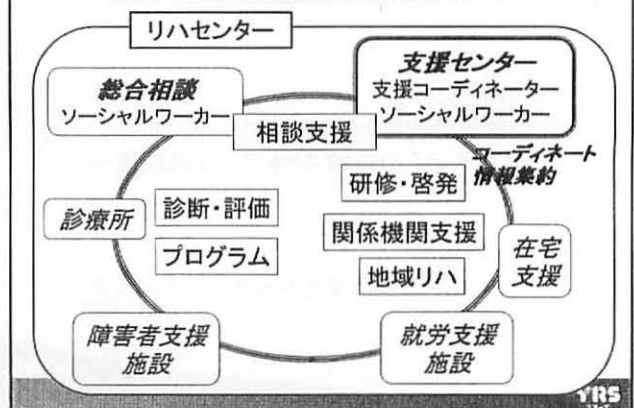 リハセンター
総合相談
ソーシャルワーカー
支援センター
支援コーディネーター
ソーシャルワーカー
相談支援
コーディネート
情報集約
研修・啓発
診断・評価
診療所
関係機関支援
プログラム
在宅
支援
地域リハ
障害者支援
施設
就労支援
施設
YRS